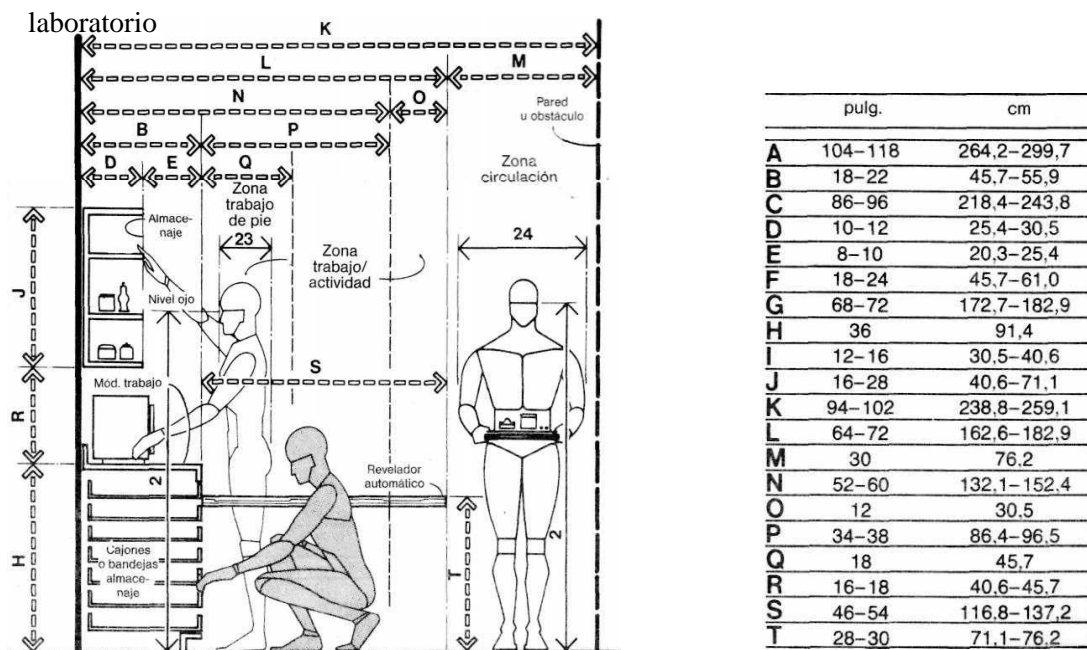 laboratorio
K
L
M
N
O
B
P
D
E
Q
Pared
u obstáculo
Zona
circulación
Zona
trabajo
de pie
23
Almace-
naje
Zona
trabajo/
actividad
24
Nivel ojo
J
S
Mód. trabajo
R
2
2
Revelador
automático
Cajones
o bandejas
almace-
naje
H
T
pulg. cm
A 104–118 264,2–299,7
B 18–22 45,7–55,9
C 86–96 218,4–243,8
D 10–12 25,4–30,5
E 8–10 20,3–25,4
F 18–24 45,7–61,0
G 68–72 172,7–182,9
H 36 91,4
I 12–16 30,5–40,6
J 16–28 40,6–71,1
K 94–102 238,8–259,1
L 64–72 162,6–182,9
M 30 76,2
N 52–60 132,1–152,4
O 12 30,5
P 34–38 86,4–96,5
Q 18 45,7
R 16–18 40,6–45,7
S 46–54 116,8–137,2
T 28–30 71,1–76,2